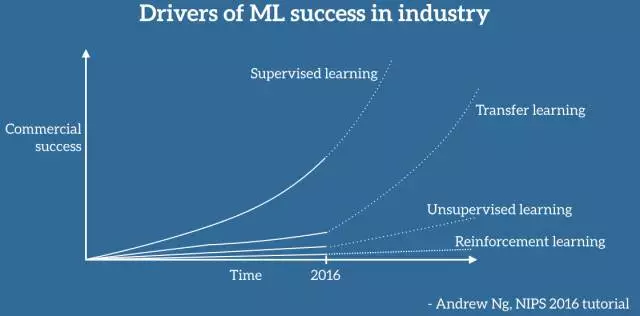 Drivers of ML success in industry
Supervised learning
Transfer learning
Commercial
success
Unsupervised learning
Reinforcement learning
Time
2016
- Andrew Ng, NIPS 2016 tutorial